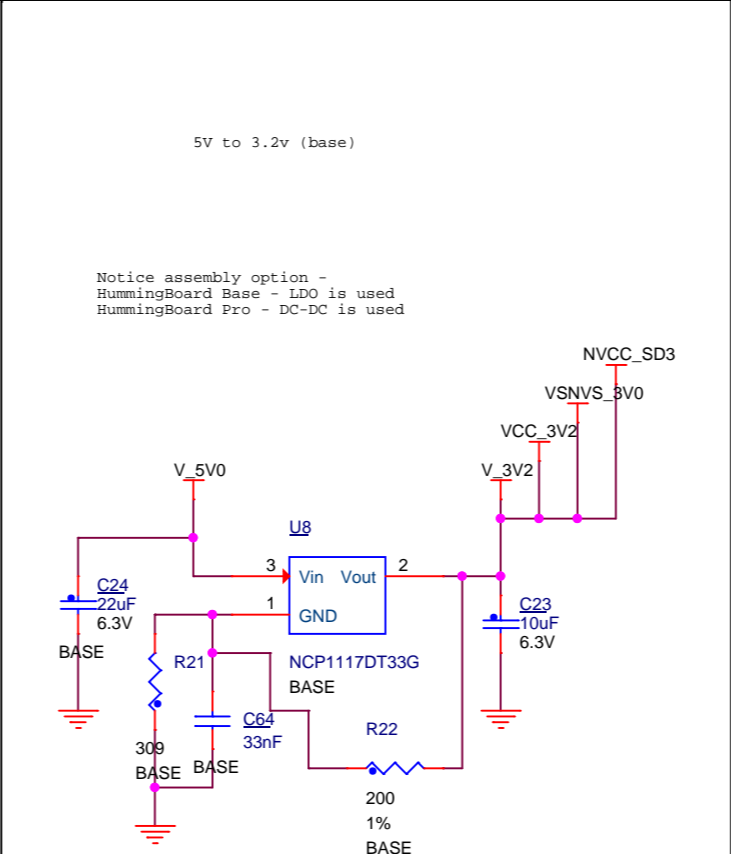 5V to 3.2v (base)
Notice assembly option -
HummingBoard Base - LDO is used
HummingBoard Pro - DC-DC is used
NVCC_SD3
VSNVS_3V0
VCC_3V2
V_5V0
V_3V2
U8
3
Vin
Vout
2
1
GND
C24
22uF
6.3V
BASE
C23
10uF
6.3V
R21
NCP1117DT33G
BASE
C64
33nF
R22
309
BASE
BASE
200
1%
BASE